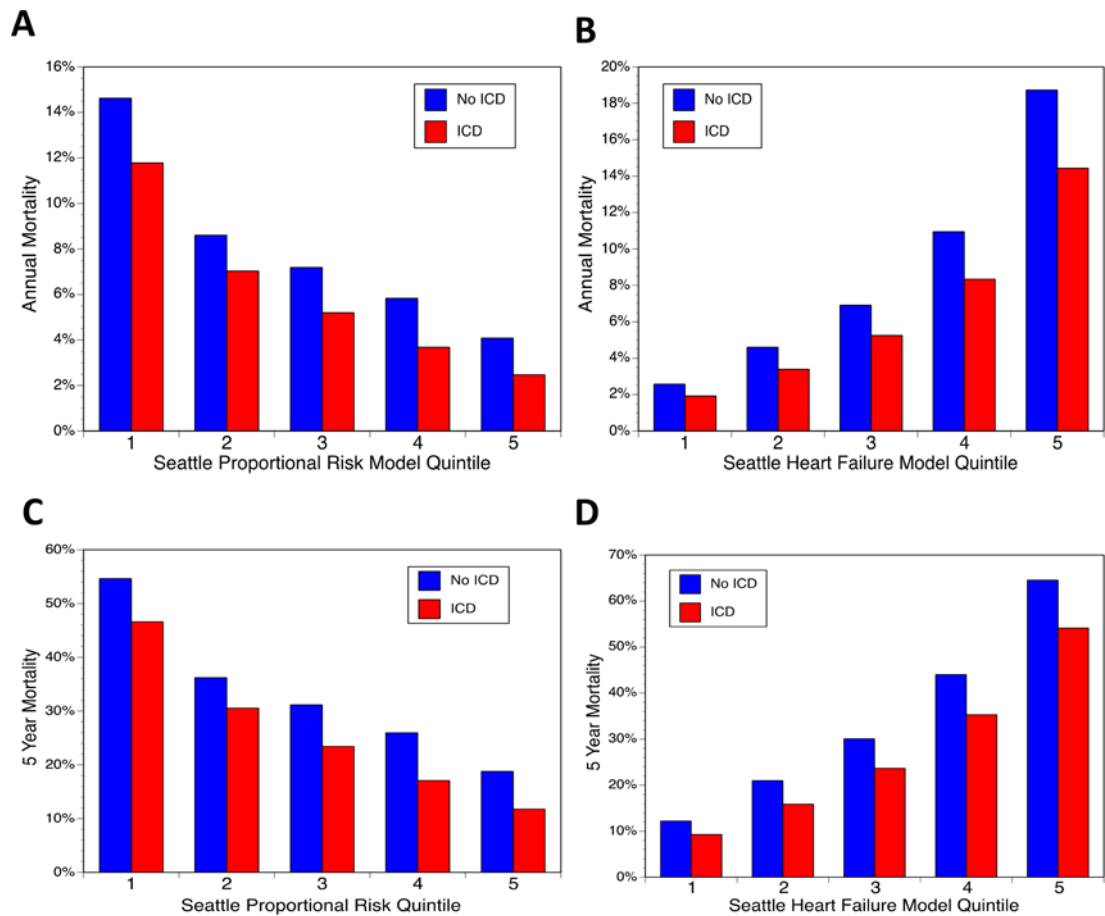 A
16%
14%
12%
10%
8%
6%
4%
2%
0%
Annual Mortality
No ICD
ICD
1 2 3 4 5
Seattle Proportional Risk Model Quintile
B
20%
18%
16%
14%
12%
10%
8%
6%
4%
2%
0%
Annual Mortality
No ICD
ICD
1 2 3 4 5
Seattle Heart Failure Model Quintile
C
60%
50%
40%
30%
20%
10%
0%
5 Year Mortality
No ICD
ICD
1 2 3 4 5
Seattle Proportional Risk Quintile
D
70%
60%
50%
40%
30%
20%
10%
0%
5 Year Mortality
No ICD
ICD
1 2 3 4 5
Seattle Heart Failure Model Quintile